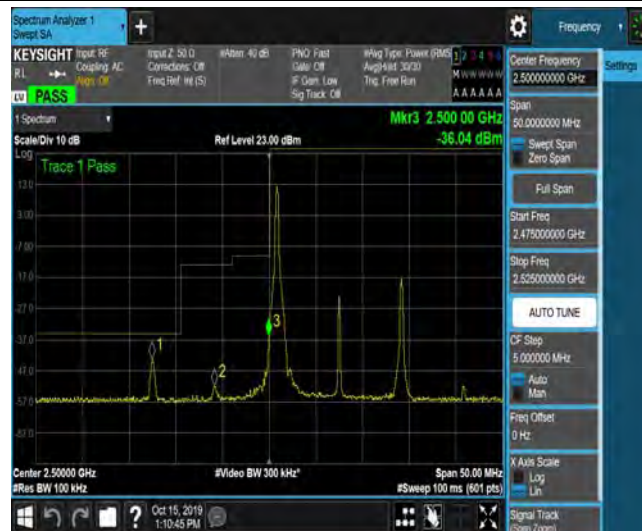 Spectrum Analyzer 1
Swept SA
+
Frequency
KEYSIGHT Input: RF
RL
Coupling: AC
Align: Off
Input Z: 50 Ω
Corrections: Off
Freq Ref: Int (S)
#Atten: 40 dB
PNO: Fast
Gate: Off
IF Gain: Low
Sig Track: Off
#Avg Type: Power (RMS
Avg|Hold: 30/30
Trig: Free Run
1 2 3 4 5 6
M W W W W W
A A A A A A
PASS
1 Spectrum
Scale/Div 10 dB
Log
Ref Level 23.00 dBm
Mkr3 2.500 00 GHz
-36.04 dBm
Trace 1 Pass
13.0
3.00
-7.00
-17.0
-27.0
-37.0
-47.0
-57.0
-67.0
1
2
3
Center 2.50000 GHz
#Res BW 100 kHz
#Video BW 300 kHz*
Span 50.00 MHz
#Sweep 100 ms (601 pts)
Oct 15, 2019
1:10:45 PM
Center Frequency
2.500000000 GHz
Settings
Span
50.0000000 MHz
Swept Span
Zero Span
Full Span
Start Freq
2.475000000 GHz
Stop Freq
2.525000000 GHz
AUTO TUNE
CF Step
5.000000 MHz
Auto
Man
Freq Offset
0 Hz
X Axis Scale
Log
Lin
Signal Track
(Span Zoom)